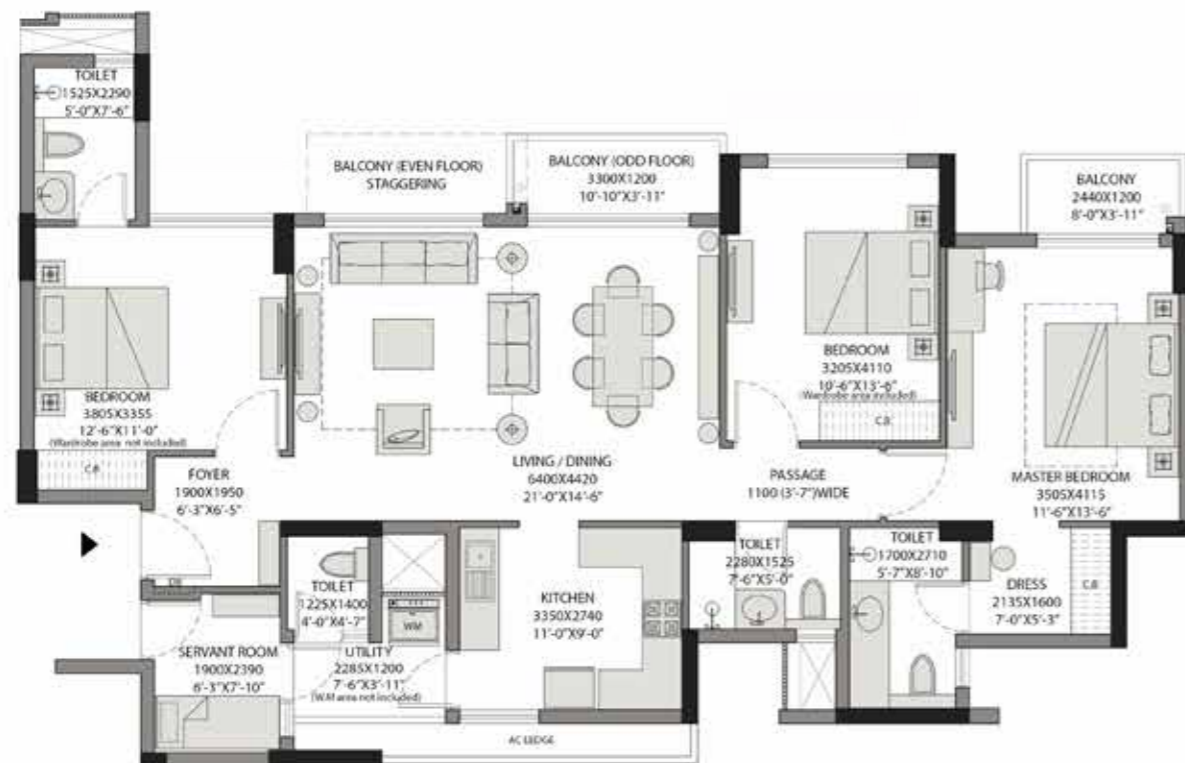 TOILET
1525X2290
5'-0"X7'-6"
BALCONY (EVEN FLOOR)
STAGGERING
BALCONY (ODD FLOOR)
3300X1200
10'-10"X3'-11"
BALCONY
2440X1200
8'-0"X3'-11"
BEDROOM
3805X3355
12'-6"X11'-0"
(Wardrobe area not included)
C.B
BEDROOM
3205X4110
10'-6"X13'-6"
(Wardrobe area included)
C.B
FOYER
1900X1950
6'-3"X6'-5"
LIVING / DINING
6400X4420
21'-0"X14'-6"
PASSAGE
1100 (3'-7")WIDE
MASTER BEDROOM
3505X4115
11'-6"X13'-6"
DB
TOILET
1225X1400
4'-0"X4'-7"
WM
KITCHEN
3350X2740
11'-0"X9'-0"
TOILET
2280X1525
7'-6"X5'-0"
TOILET
1700X2710
5'-7"X8'-10"
DRESS
2135X1600
7'-0"X5'-3"
C.B
SERVANT ROOM
1900X2390
6'-3"X7'-10"
UTILITY
2285X1200
7'-6"X3'-11"
(W.M area not included)
AC LEDGE